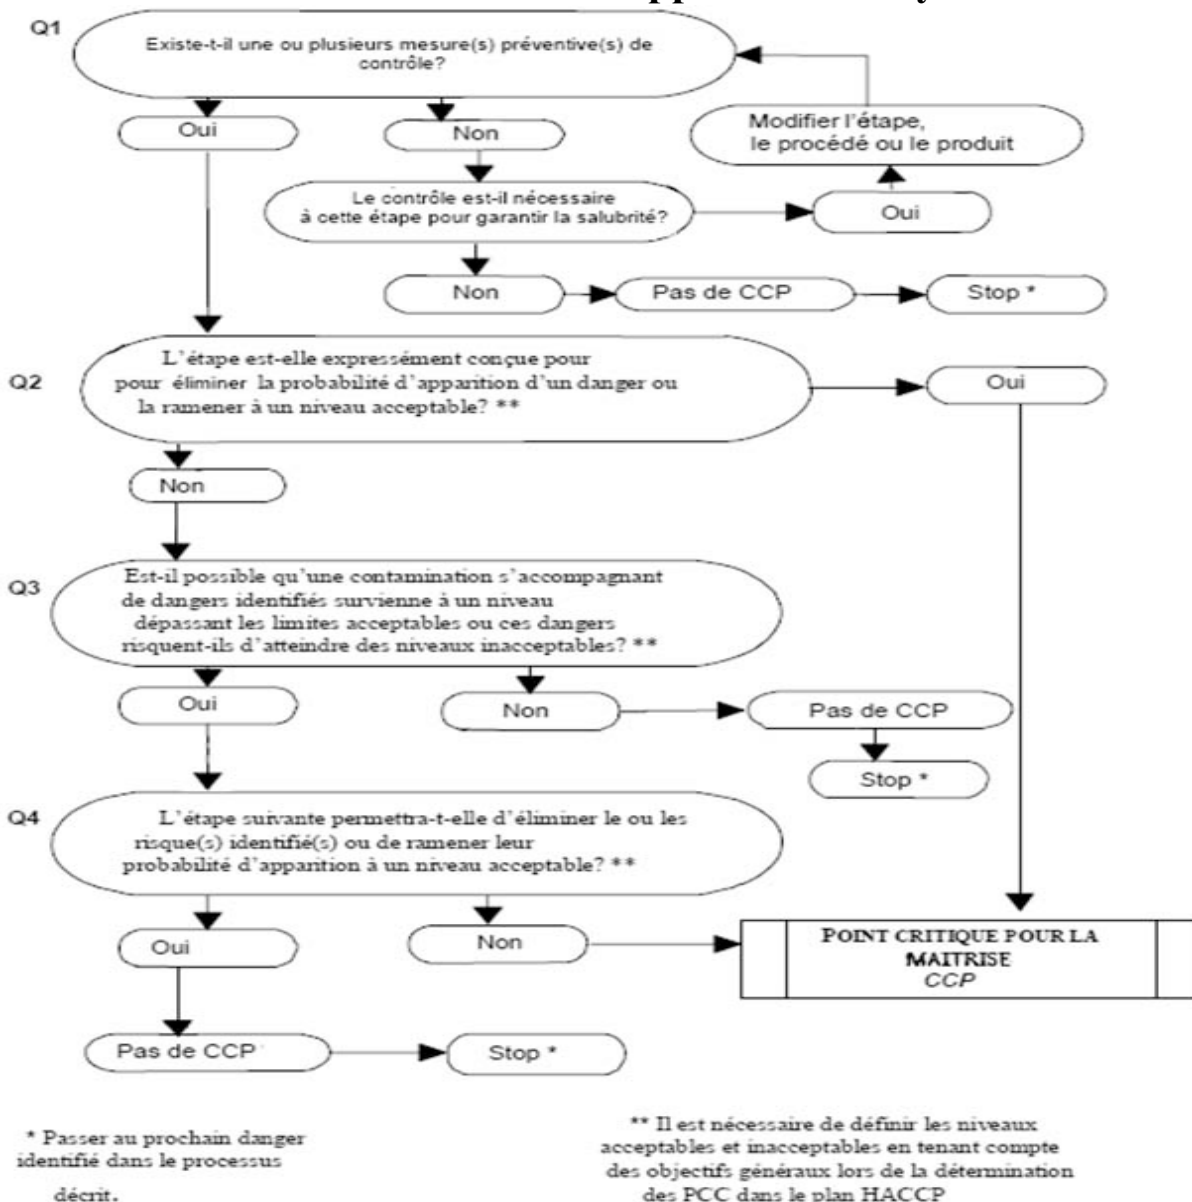 Q1
Existe-t-il une ou plusieurs mesure(s) préventive(s) de
contrôle?
Oui
Non
Modifier l'étape,
le procédé ou le produit
Le contrôle est-il nécessaire
à cette étape pour garantir la salubrité?
Oui
Non
Pas de CCP
Stop *
Q2
L'étape est-elle expressément conçue pour
pour éliminer la probabilité d'apparition d'un danger ou
la ramener à un niveau acceptable? **
Oui
Non
Q3
Est-il possible qu'une contamination s'accompagnant
de dangers identifiés survienne à un niveau
dépassant les limites acceptables ou ces dangers
risquent-ils d'atteindre des niveaux inacceptables? **
Oui
Non
Pas de CCP
Stop *
Q4
L'étape suivante permettra-t-elle d'éliminer le ou les
risque(s) identifié(s) ou de ramener leur
probabilité d'apparition à un niveau acceptable? **
Oui
Non
POINT CRITIQUE POUR LA
MAITRISE
CCP
Pas de CCP
Stop *
* Passer au prochain danger
identifié dans le processus
décrit.
** Il est nécessaire de définir les niveaux
acceptables et inacceptables en tenant compte
des objectifs généraux lors de la détermination
des PCC dans le plan HACCP